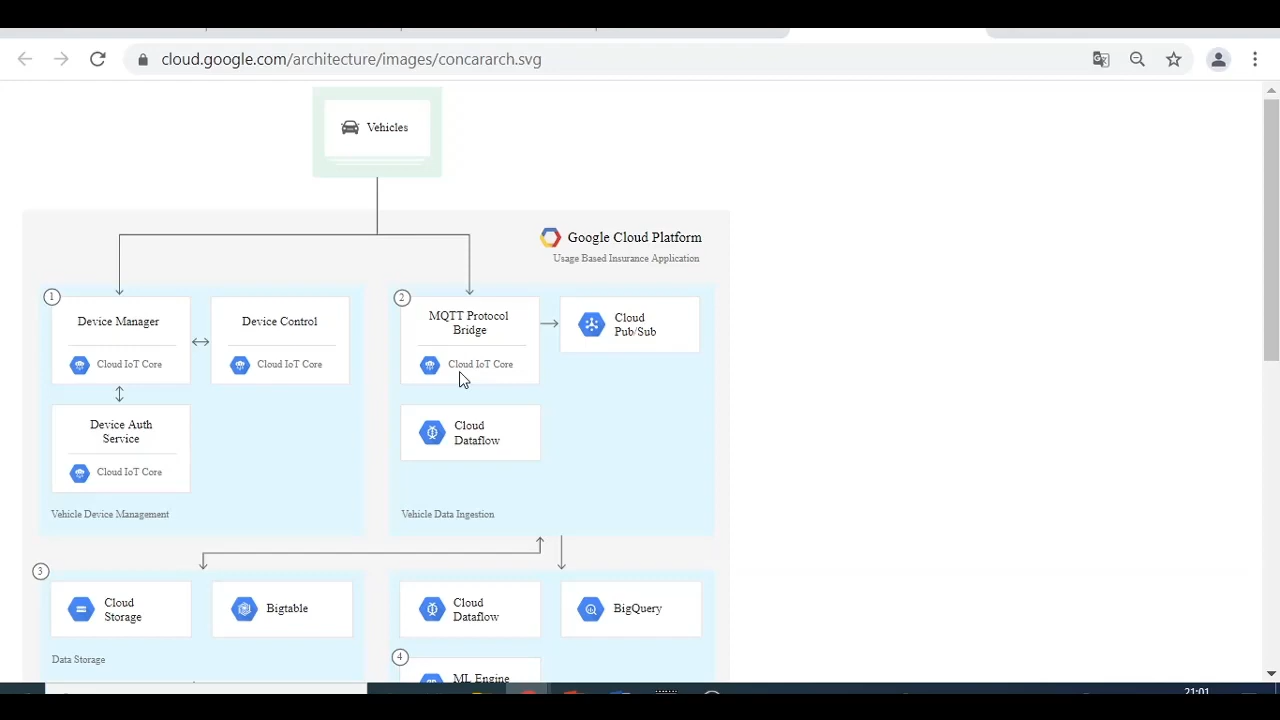 cloud.google.com/architecture/images/concararch.svg
Vehicles
Google Cloud Platform
Usage Based Insurance Application
1
Device Manager
Cloud IoT Core
Device Control
Cloud IoT Core
Device Auth
Service
Cloud IoT Core
Vehicle Device Management
2
MQTT Protocol
Bridge
Cloud IoT Core
Cloud
Pub/Sub
Cloud
Dataflow
Vehicle Data Ingestion
3
Cloud
Storage
Bigtable
Data Storage
Cloud
Dataflow
BigQuery
4
ML Engine
21:01